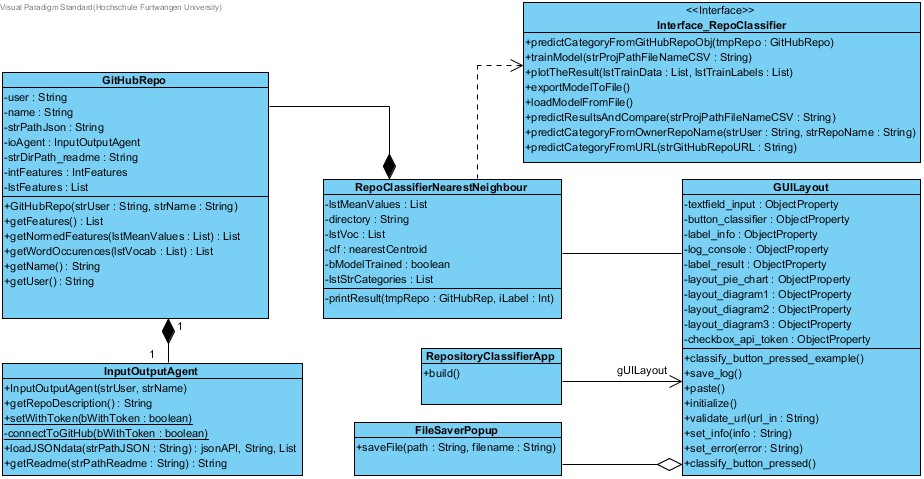 Visual Paradigm Standard(Hochschule Furtwangen University)
<<Interface>>
Interface_RepoClassifier
+predictCategoryFromGitHubRepoObj(tmpRepo : GitHubRepo)
+trainModel(strProjPathFileNameCSV : String)
+plotTheResult(lstTrainData : List, lstTrainLabels : List)
+exportModelToFile()
+loadModelFromFile()
+predictResultsAndCompare(strProjPathFileNameCSV : String)
+predictCategoryFromOwnerRepoName(strUser : String, strRepoName : String)
+predictCategoryFromURL(strGitHubRepoURL : String)
GitHubRepo
-user : String
-name : String
-strPathJson : String
-ioAgent : InputOutputAgent
-strDirPath_readme : String
-intFeatures : IntFeatures
-lstFeatures : List
+GitHubRepo(strUser : String, strName : String)
+getFeatures() : List
+getNormedFeatures(lstMeanValues : List) : List
+getWordOccurences(lstVocab : List) : List
+getName() : String
+getUser() : String
RepoClassifierNearestNeighbour
-lstMeanValues : List
-directory : String
-lstVoc : List
-clf : nearestCentroid
-bModelTrained : boolean
-lstStrCategories : List
-printResult(tmpRepo : GitHubRep, iLabel : Int)
GUILayout
-textfield_input : ObjectProperty
-button_classifier : ObjectProperty
-label_info : ObjectProperty
-log_console : ObjectProperty
-label_result : ObjectProperty
-layout_pie_chart : ObjectProperty
-layout_diagram1 : ObjectProperty
-layout_diagram2 : ObjectProperty
-layout_diagram3 : ObjectProperty
-checkbox_api_token : ObjectProperty
+classify_button_pressed_example()
+save_log()
+paste()
+initialize()
+validate_url(url_in : String)
+set_info(info : String)
+set_error(error : String)
+classify_button_pressed()
1
1
InputOutputAgent
+InputOutputAgent(strUser, strName)
+getRepoDescription() : String
+setWithToken(bWithToken : boolean)
-connectToGitHub(bWithToken : boolean)
+loadJSONdata(strPathJSON : String) : jsonAPI, String, List
+getReadme(strPathReadme : String) : String
RepositoryClassifierApp
+build()
gUILayout
FileSaverPopup
+saveFile(path : String, filename : String)